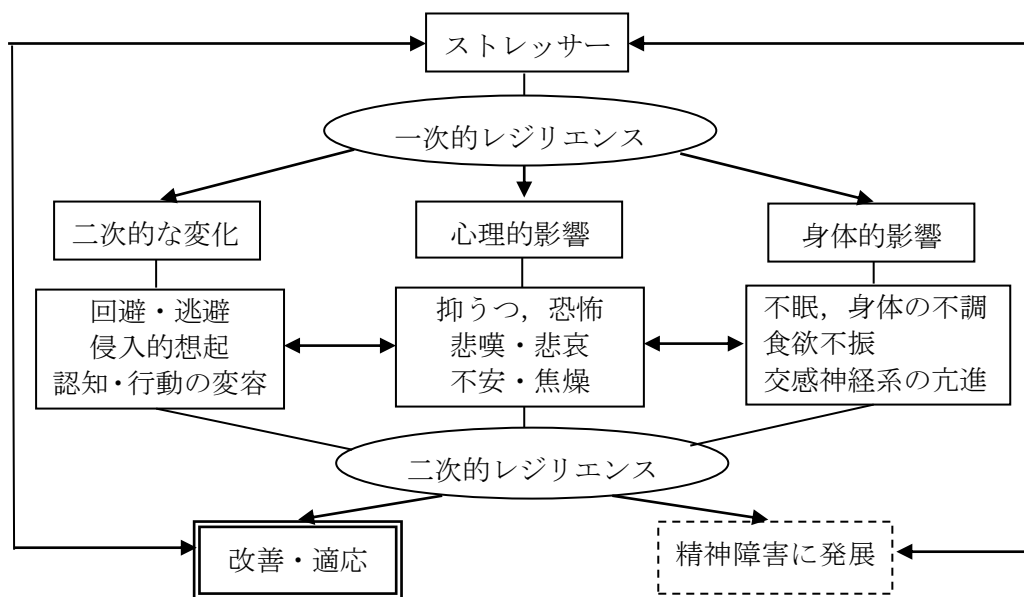 ストレッサー
一次的レジリエンス
二次的な変化
心理的影響
身体的影響
回避・逃避
侵入的想起
認知・行動の変容
抑うつ，恐怖
悲嘆・悲哀
不安・焦燥
不眠，身体の不調
食欲不振
交感神経系の亢進
二次的レジリエンス
改善・適応
精神障害に発展